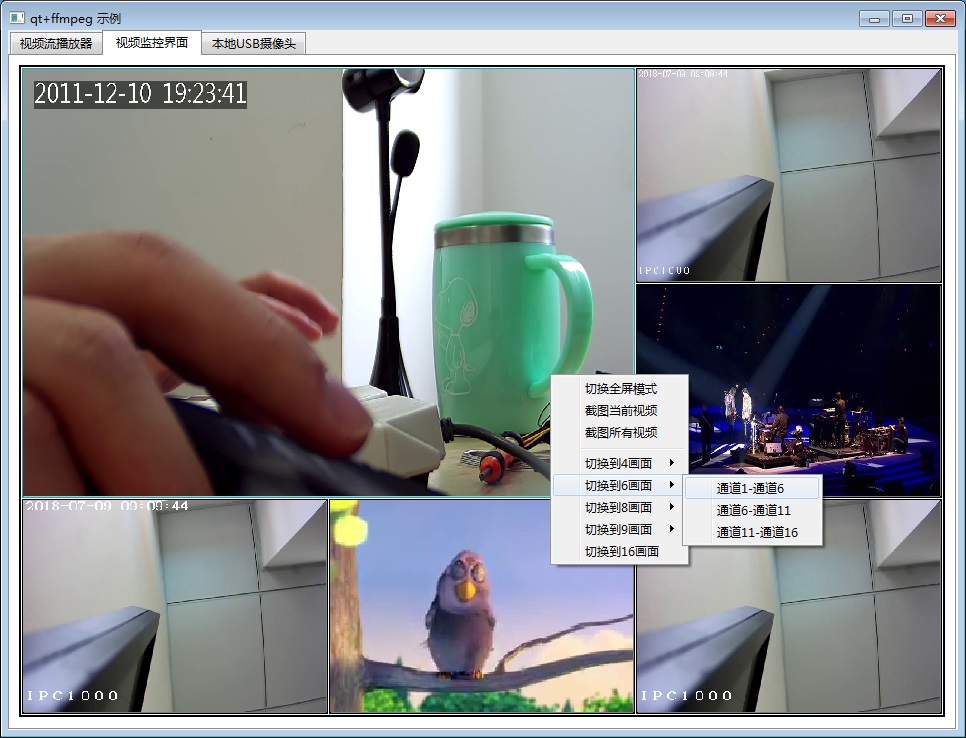 qt+ffmpeg 示例
视频流播放器
视频监控界面
本地USB摄像头
2011-12-10 19:23:41
2018-07-09 09:09:44
IPC1000
切换全屏模式
截图当前视频
截图所有视频
切换到4画面
切换到6画面
切换到8画面
切换到9画面
切换到16画面
通道1-通道6
通道6-通道11
通道11-通道16
2018-07-09 09:09:44
IPC1000
IPC1000